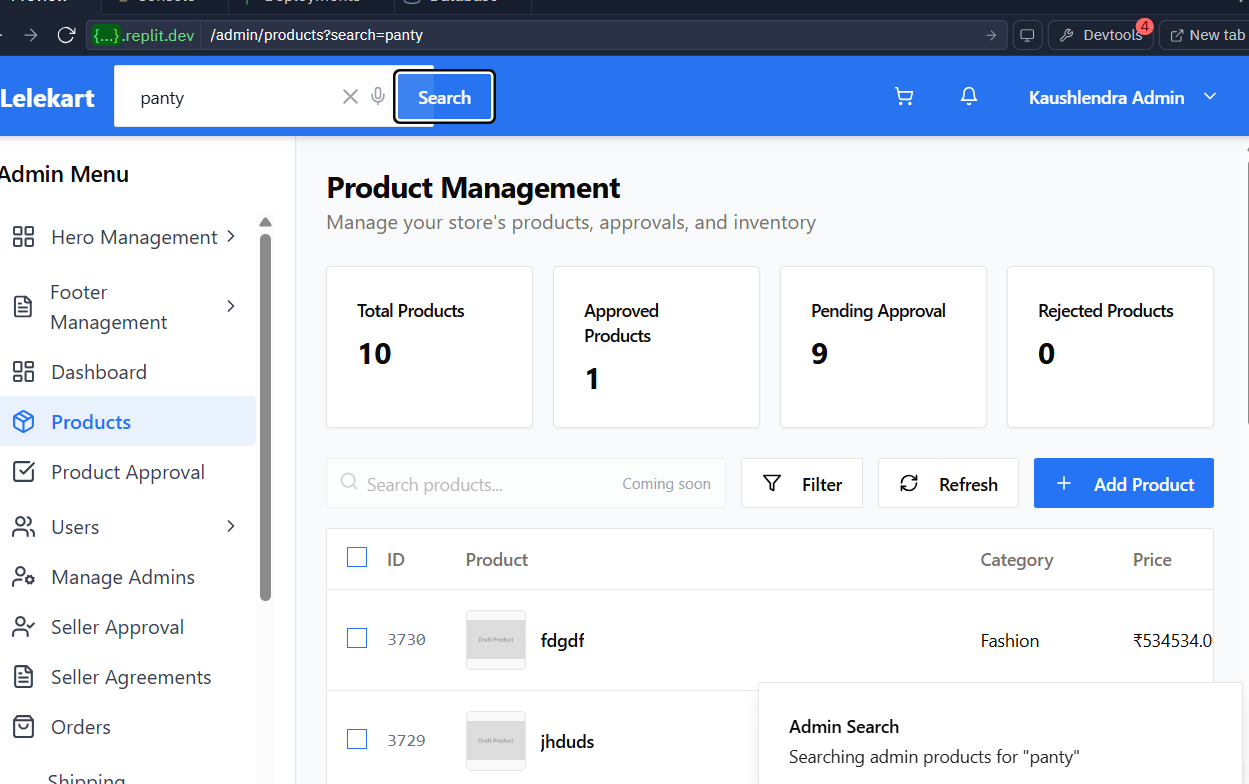 {...}.replit.dev /admin/products?search=panty
Devtools 4
New tab
Lelekart
panty
Search
Kaushlendra Admin
Admin Menu
Hero Management
Footer
Management
Dashboard
Products
Product Approval
Users
Manage Admins
Seller Approval
Seller Agreements
Orders
Shipping
Product Management
Manage your store's products, approvals, and inventory
Total Products
10
Approved
Products
1
Pending Approval
9
Rejected Products
0
Search products...
Coming soon
Filter
Refresh
Add Product
ID Product Category Price
3730 Draft Product fdgdf Fashion ₹534534.0
3729 Draft Product jhduds
Admin Search
Searching admin products for "panty"